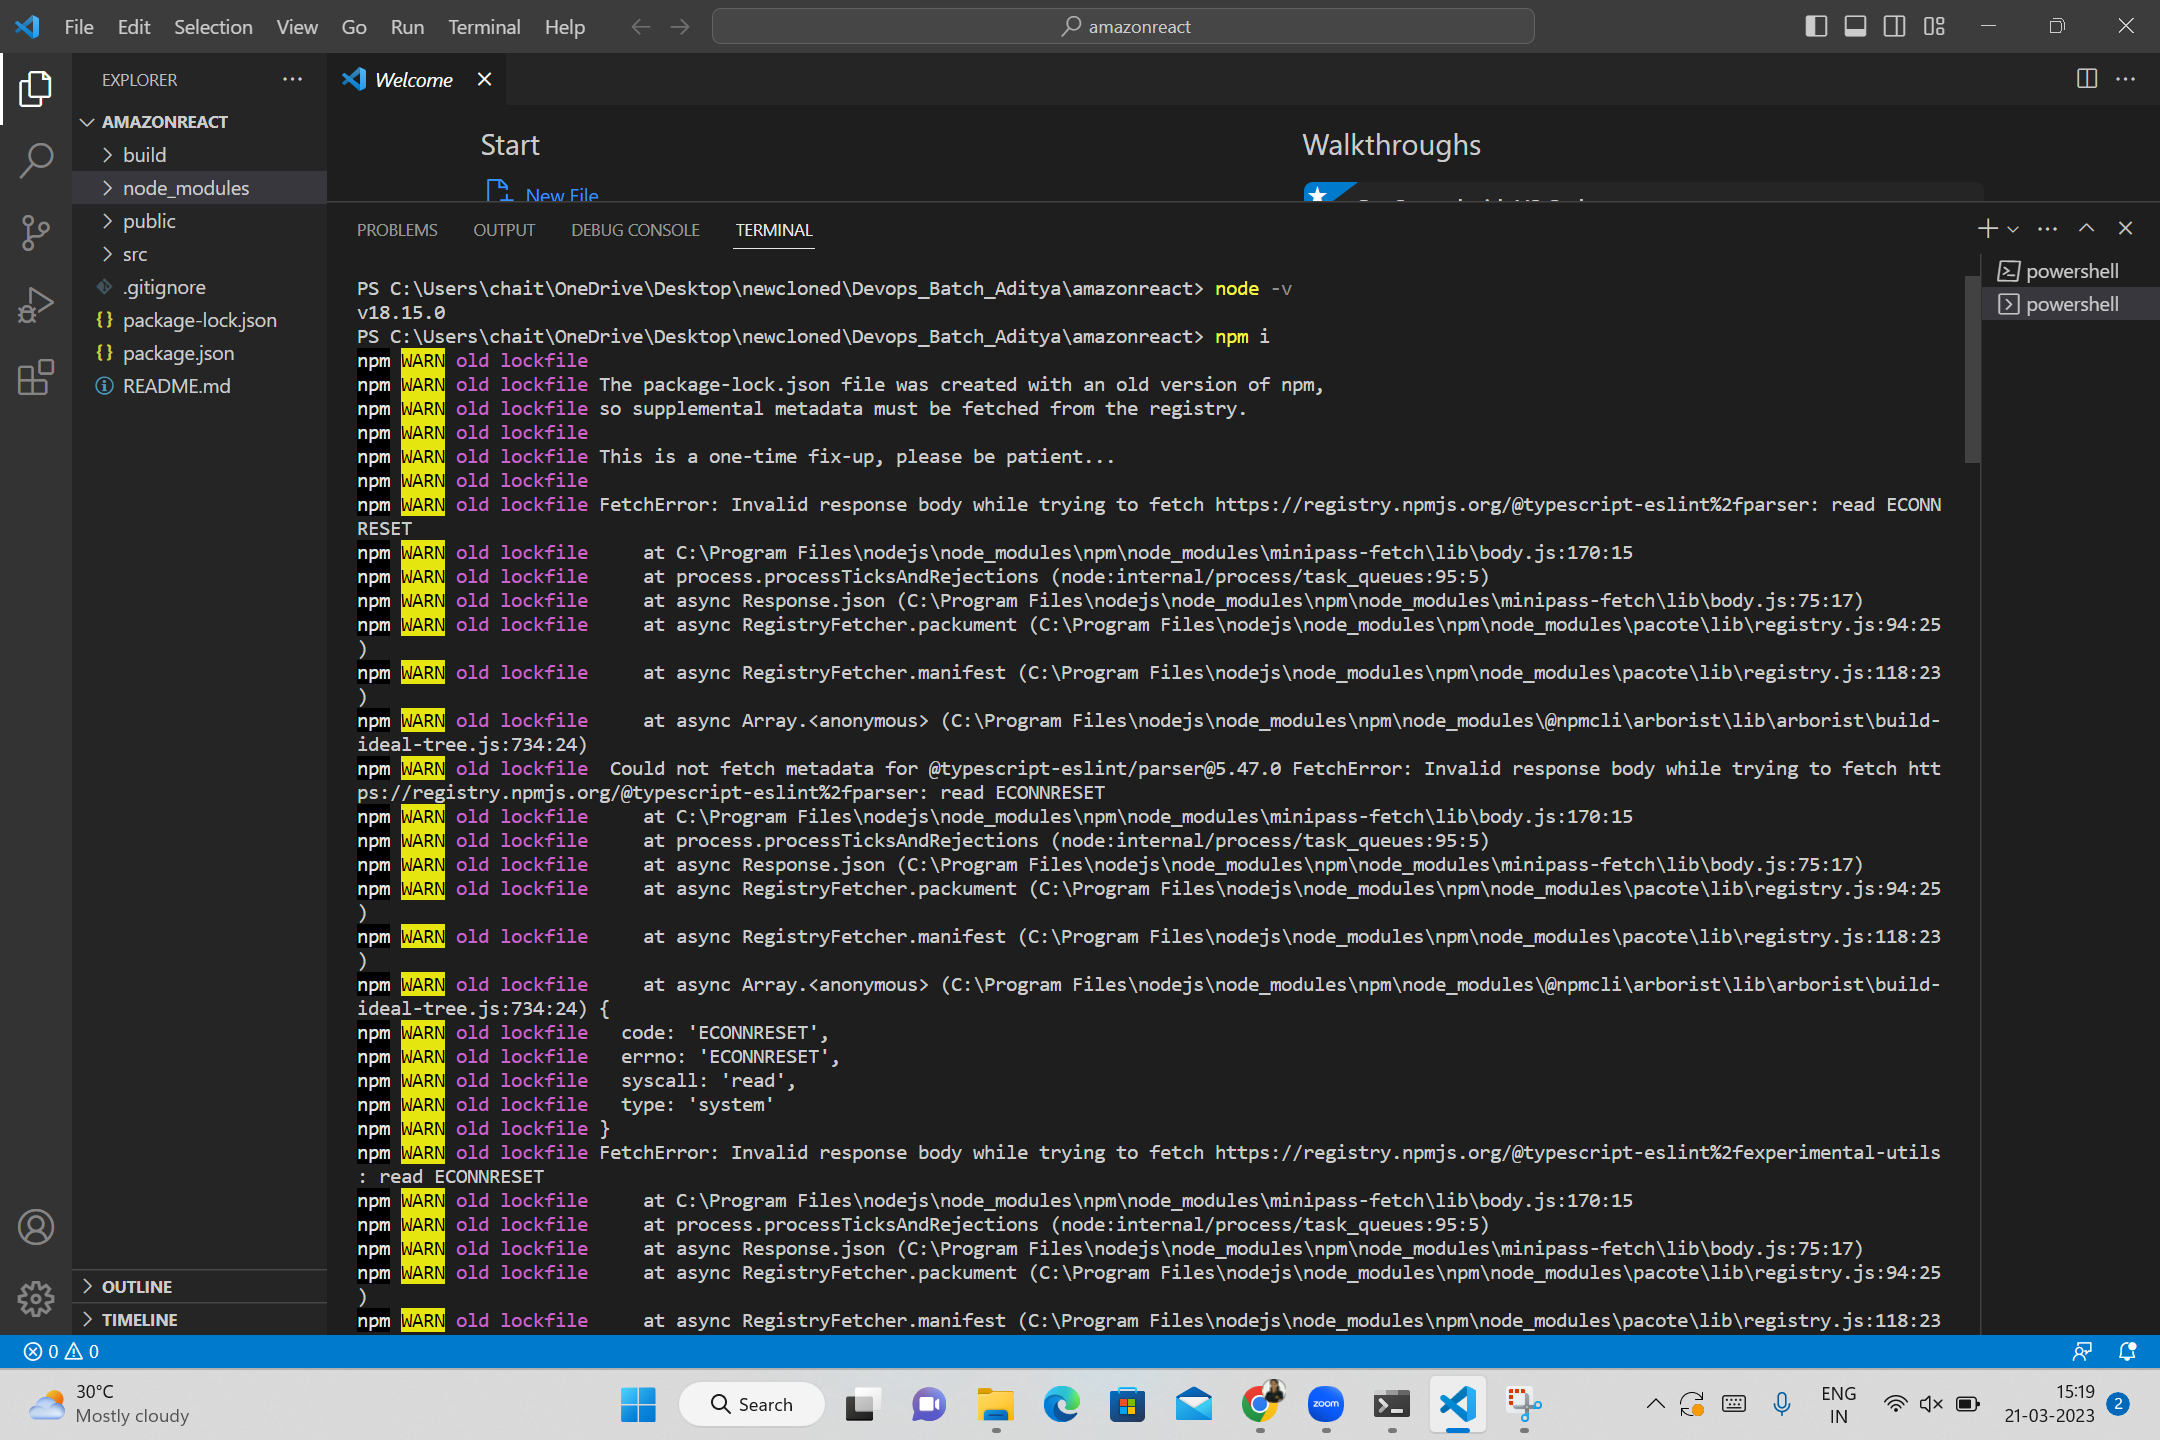 File Edit Selection View Go Run Terminal Help
amazonreact
EXPLORER
Welcome
AMAZONREACT
build
node_modules
public
src
.gitignore
package-lock.json
package.json
README.md
OUTLINE
TIMELINE
Start
New File
Walkthroughs
PROBLEMS OUTPUT DEBUG CONSOLE TERMINAL
powershell
powershell
PS C:\Users\chait\OneDrive\Desktop\newcloned\Devops_Batch_Aditya\amazonreact> node -v
v18.15.0
PS C:\Users\chait\OneDrive\Desktop\newcloned\Devops_Batch_Aditya\amazonreact> npm i
npm WARN old lockfile
npm WARN old lockfile The package-lock.json file was created with an old version of npm,
npm WARN old lockfile so supplemental metadata must be fetched from the registry.
npm WARN old lockfile
npm WARN old lockfile This is a one-time fix-up, please be patient...
npm WARN old lockfile
npm WARN old lockfile FetchError: Invalid response body while trying to fetch https://registry.npmjs.org/@typescript-eslint%2fparser: read ECONN
RESET
npm WARN old lockfile     at C:\Program Files\nodejs\node_modules\npm\node_modules\minipass-fetch\lib\body.js:170:15
npm WARN old lockfile     at process.processTicksAndRejections (node:internal/process/task_queues:95:5)
npm WARN old lockfile     at async Response.json (C:\Program Files\nodejs\node_modules\npm\node_modules\minipass-fetch\lib\body.js:75:17)
npm WARN old lockfile     at async RegistryFetcher.packument (C:\Program Files\nodejs\node_modules\npm\node_modules\pacote\lib\registry.js:94:25
)
npm WARN old lockfile     at async RegistryFetcher.manifest (C:\Program Files\nodejs\node_modules\npm\node_modules\pacote\lib\registry.js:118:23
)
npm WARN old lockfile     at async Array.<anonymous> (C:\Program Files\nodejs\node_modules\npm\node_modules\@npmcli\arborist\lib\arborist\build-
ideal-tree.js:734:24)
npm WARN old lockfile  Could not fetch metadata for @typescript-eslint/parser@5.47.0 FetchError: Invalid response body while trying to fetch htt
ps://registry.npmjs.org/@typescript-eslint%2fparser: read ECONNRESET
npm WARN old lockfile     at C:\Program Files\nodejs\node_modules\npm\node_modules\minipass-fetch\lib\body.js:170:15
npm WARN old lockfile     at process.processTicksAndRejections (node:internal/process/task_queues:95:5)
npm WARN old lockfile     at async Response.json (C:\Program Files\nodejs\node_modules\npm\node_modules\minipass-fetch\lib\body.js:75:17)
npm WARN old lockfile     at async RegistryFetcher.packument (C:\Program Files\nodejs\node_modules\npm\node_modules\pacote\lib\registry.js:94:25
)
npm WARN old lockfile     at async RegistryFetcher.manifest (C:\Program Files\nodejs\node_modules\npm\node_modules\pacote\lib\registry.js:118:23
)
npm WARN old lockfile     at async Array.<anonymous> (C:\Program Files\nodejs\node_modules\npm\node_modules\@npmcli\arborist\lib\arborist\build-
ideal-tree.js:734:24) {
npm WARN old lockfile   code: 'ECONNRESET',
npm WARN old lockfile   errno: 'ECONNRESET',
npm WARN old lockfile   syscall: 'read',
npm WARN old lockfile   type: 'system'
npm WARN old lockfile }
npm WARN old lockfile FetchError: Invalid response body while trying to fetch https://registry.npmjs.org/@typescript-eslint%2fexperimental-utils
: read ECONNRESET
npm WARN old lockfile     at C:\Program Files\nodejs\node_modules\npm\node_modules\minipass-fetch\lib\body.js:170:15
npm WARN old lockfile     at process.processTicksAndRejections (node:internal/process/task_queues:95:5)
npm WARN old lockfile     at async Response.json (C:\Program Files\nodejs\node_modules\npm\node_modules\minipass-fetch\lib\body.js:75:17)
npm WARN old lockfile     at async RegistryFetcher.packument (C:\Program Files\nodejs\node_modules\npm\node_modules\pacote\lib\registry.js:94:25
)
npm WARN old lockfile     at async RegistryFetcher.manifest (C:\Program Files\nodejs\node_modules\npm\node_modules\pacote\lib\registry.js:118:23
0 0
30°C
Mostly cloudy
Search
zoom
ENG
IN
15:19
21-03-2023
2